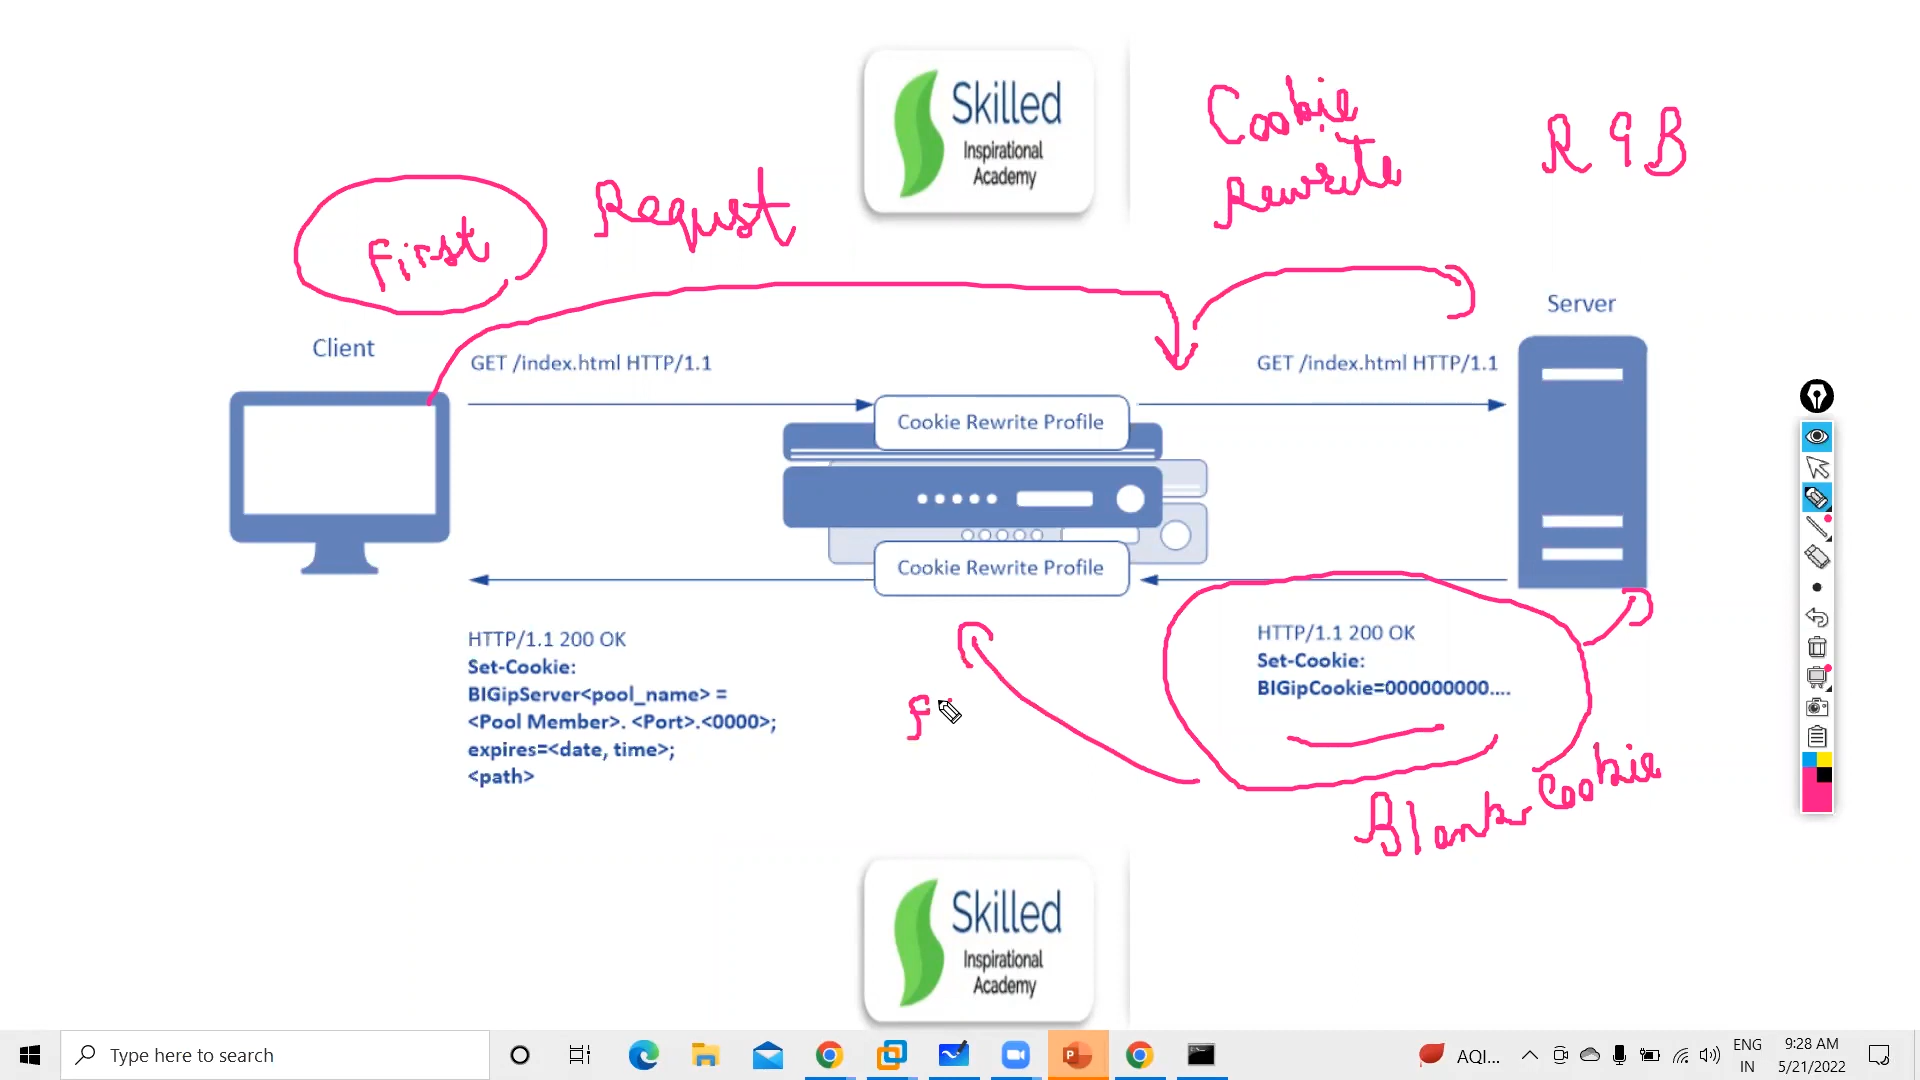 Skilled
Inspirational
Academy
Cookie
Rewrite
First
Requst
Server
Client
GET /index.html HTTP/1.1
GET /index.html HTTP/1.1
Cookie Rewrite Profile
Cookie Rewrite Profile
HTTP/1.1 200 OK
Set-Cookie:
BIGipServer<pool_name> =
<Pool Member>. <Port>.<0000>;
expires=<date, time>;
<path>
HTTP/1.1 200 OK
Set-Cookie:
BIGipCookie=000000000....
F
Blank Cookie
Skilled
Inspirational
Academy
Type here to search
AQI...
ENG
IN
9:28 AM
5/21/2022